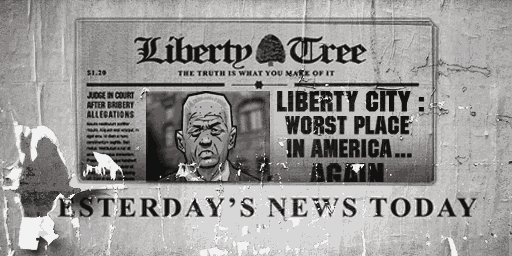 Liberty Tree
THE TRUTH IS WHAT YOU MAKE OF IT
$1.20
JUDGE IN COURT
AFTER BRIBERY
ALLEGATIONS
LIBERTY CITY :
WORST PLACE
IN AMERICA...
AGAIN
ESTERDAY'S NEWS TODAY